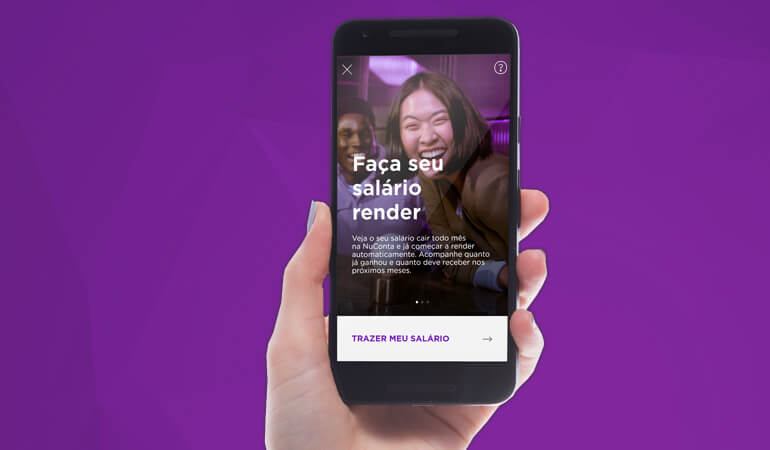 Faça seu
salário
render
Veja o seu salário cair todo mês
na NuConta e já começar a render
automaticamente. Acompanhe quanto
já ganhou e quanto deve receber nos
próximos meses.
TRAZER MEU SALÁRIO